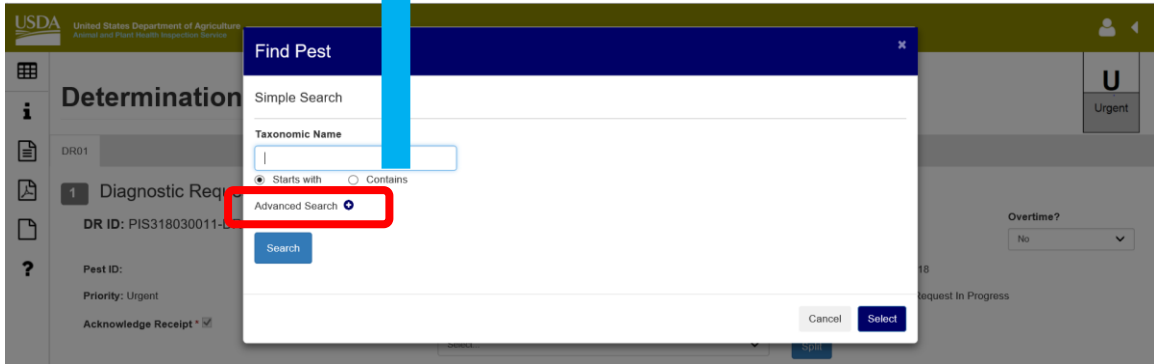 USDA
United States Department of Agriculture
Animal and Plant Health Inspection Service
Find Pest
×
U
Urgent
Determination
Simple Search
Taxonomic Name
DR01
Starts with Contains
1 Diagnostic Requ
Advanced Search
DR ID: PIS318030011-
Overtime?
No
Search
Pest ID:
18
Priority: Urgent
Request In Progress
Acknowledge Receipt *
Cancel
Select
Select...
Split
?